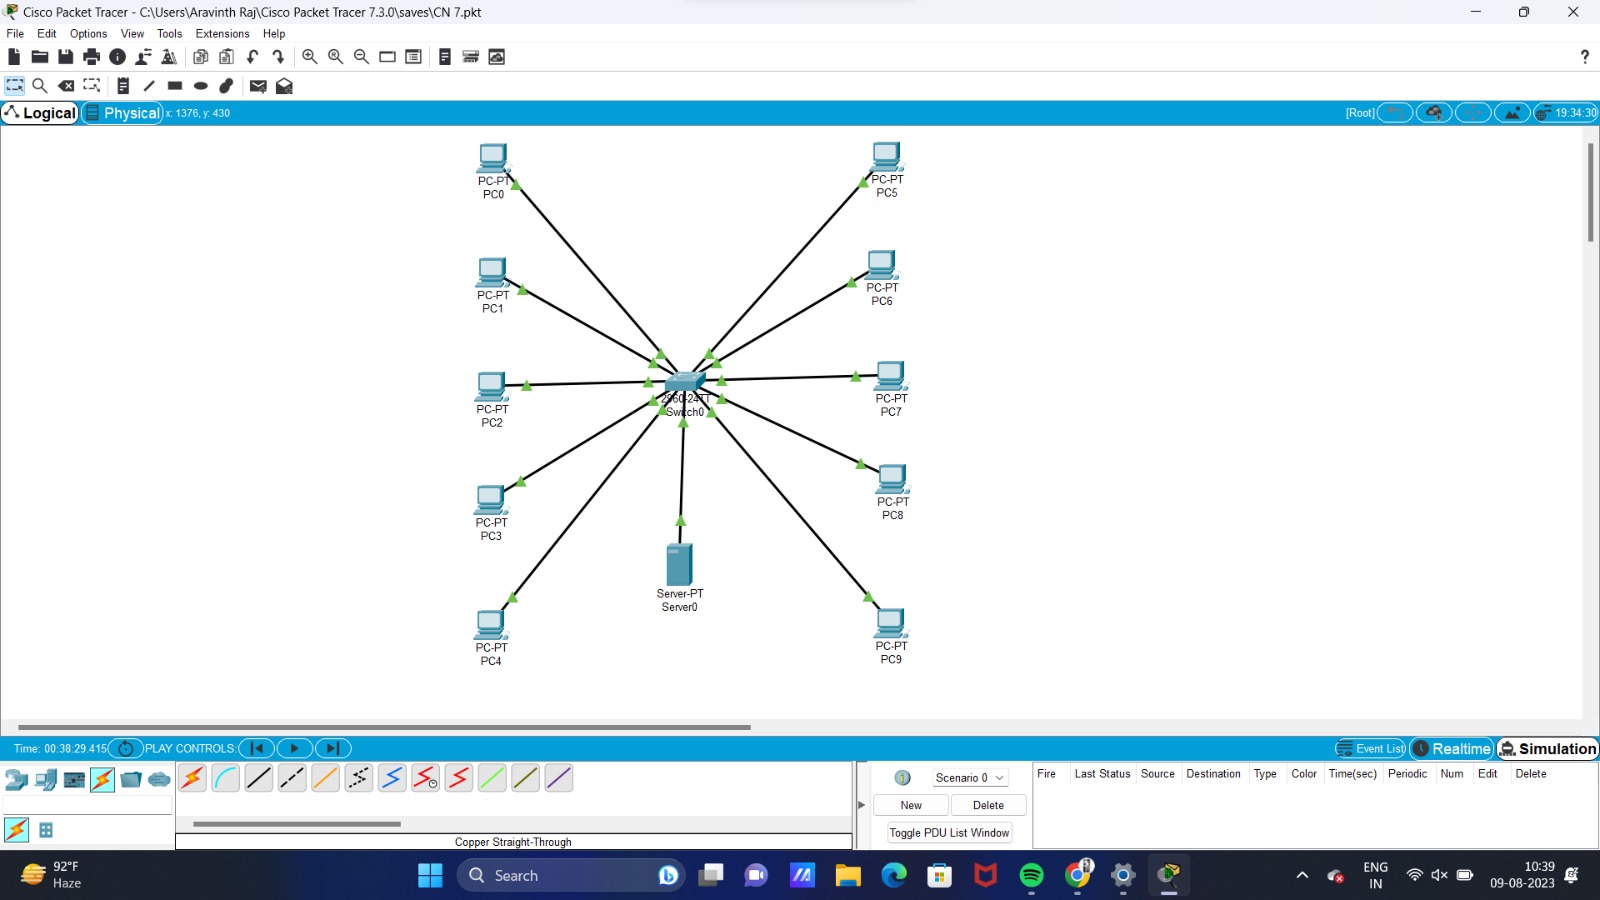 Cisco Packet Tracer - C:\Users\Aravinth Raj\Cisco Packet Tracer 7.3.0\saves\CN 7.pkt
File Edit Options View Tools Extensions Help
?
Logical Physical x: 1376, y: 430 [Root] 19:34:30
PC-PT
PC0
PC-PT
PC5
PC-PT
PC1
PC-PT
PC6
PC-PT
PC2
2960-24TT
Switch0
PC-PT
PC7
PC-PT
PC3
PC-PT
PC8
Server-PT
Server0
PC-PT
PC4
PC-PT
PC9
Time: 00:38:29.415 PLAY CONTROLS: Event List Realtime Simulation
Scenario 0
New Delete
Toggle PDU List Window
Fire Last Status Source Destination Type Color Time(sec) Periodic Num Edit Delete
Copper Straight-Through
92°F
Haze
Search
ENG
IN
10:39
09-08-2023